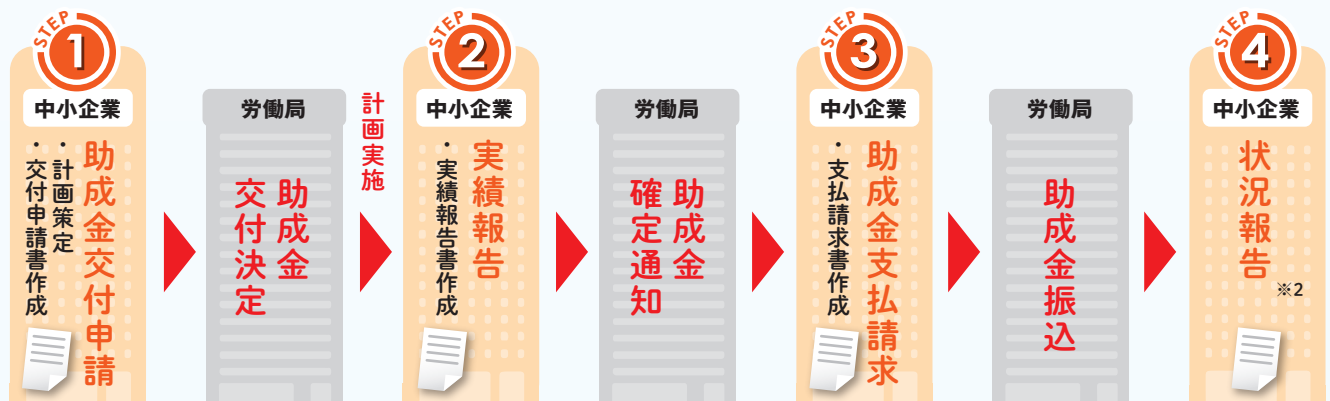 STEP
1
中小企業
助成金交付申請
・計画策定
・交付申請書作成
労働局
助成金
交付決定
計画実施
STEP
2
中小企業
実績報告
・実績報告書作成
労働局
助成金
確定通知
STEP
3
中小企業
助成金支払請求
・支払請求書作成
労働局
助成金振込
STEP
4
中小企業
状況報告
※2